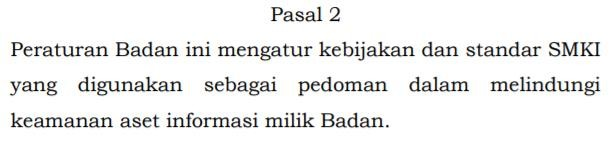 Pasal 2
Peraturan Badan ini mengatur kebijakan dan standar SMKI
yang digunakan sebagai pedoman dalam melindungi
keamanan aset informasi milik Badan.